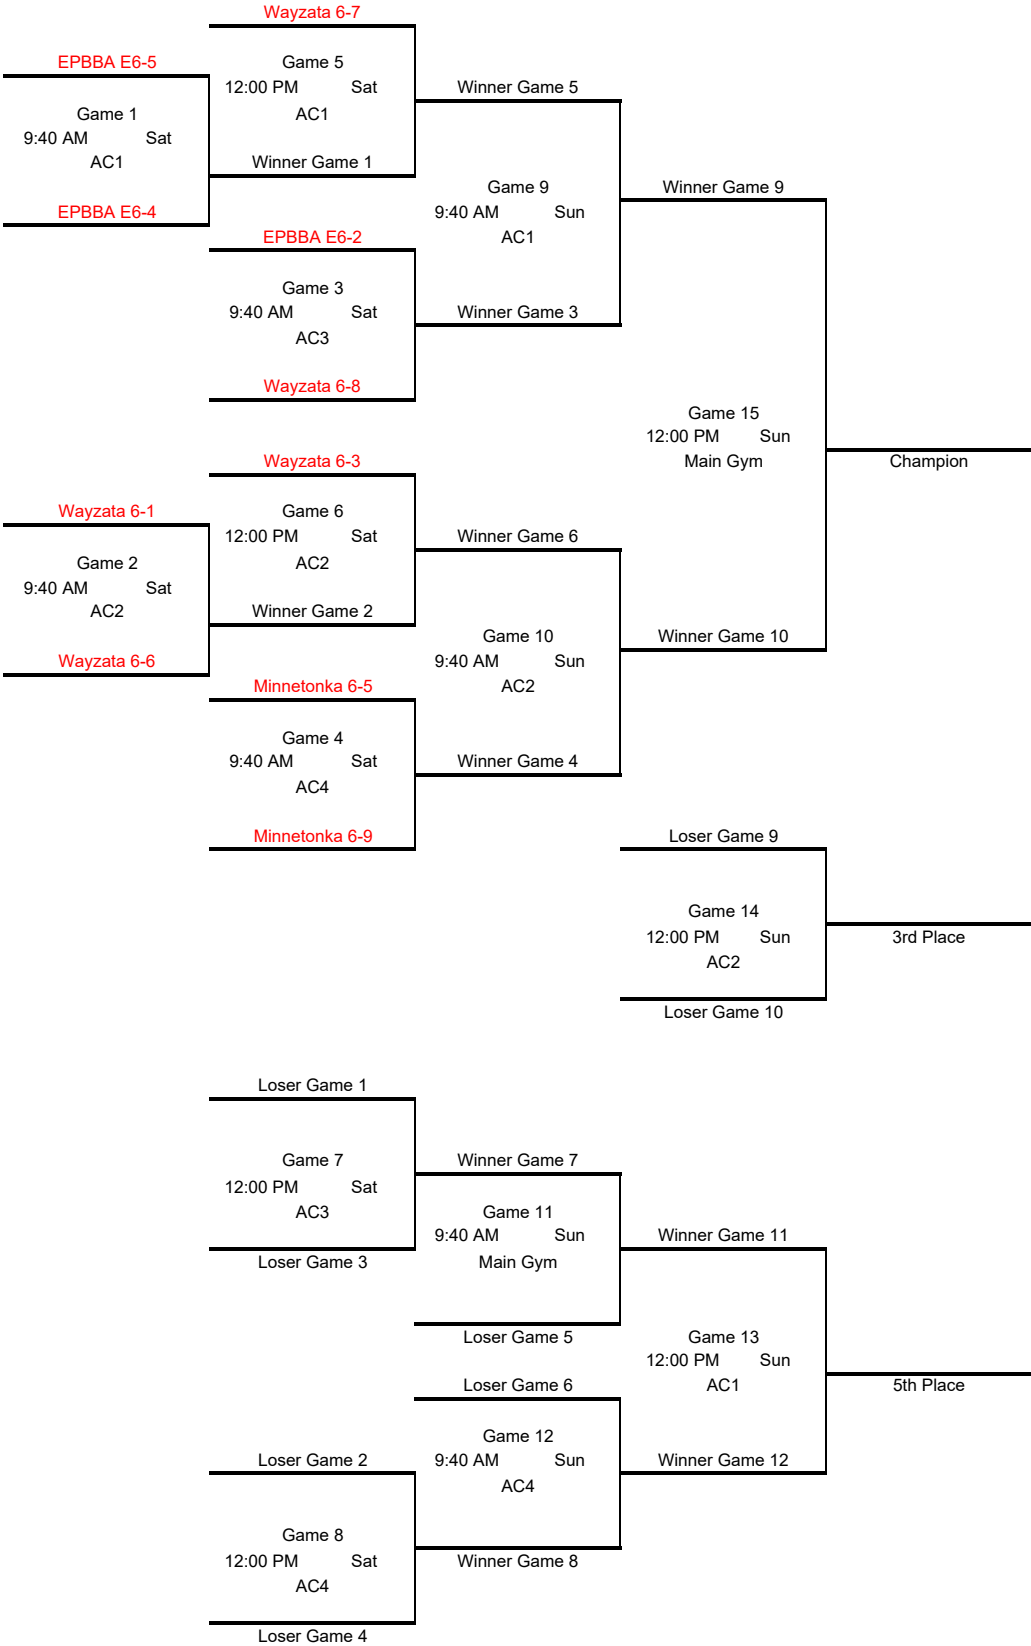 Wayzata 6-7
EPBBA E6-5
Game 5
12:00 PM Sat
AC1
Winner Game 5
Game 1
9:40 AM Sat
AC1
Winner Game 1
EPBBA E6-4
Game 9
9:40 AM Sun
AC1
Winner Game 9
EPBBA E6-2
Game 3
9:40 AM Sat
AC3
Winner Game 3
Wayzata 6-8
Game 15
12:00 PM Sun
Main Gym
Champion
Wayzata 6-3
Wayzata 6-1
Game 6
12:00 PM Sat
AC2
Winner Game 6
Game 2
9:40 AM Sat
AC2
Winner Game 2
Wayzata 6-6
Game 10
9:40 AM Sun
AC2
Winner Game 10
Minnetonka 6-5
Game 4
9:40 AM Sat
AC4
Winner Game 4
Minnetonka 6-9
Loser Game 9
Game 14
12:00 PM Sun
AC2
3rd Place
Loser Game 10
Loser Game 1
Game 7
12:00 PM Sat
AC3
Winner Game 7
Loser Game 3
Game 11
9:40 AM Sun
Main Gym
Winner Game 11
Loser Game 5
Game 13
12:00 PM Sun
AC1
5th Place
Loser Game 6
Game 12
9:40 AM Sun
AC4
Winner Game 12
Loser Game 2
Game 8
12:00 PM Sat
AC4
Winner Game 8
Loser Game 4